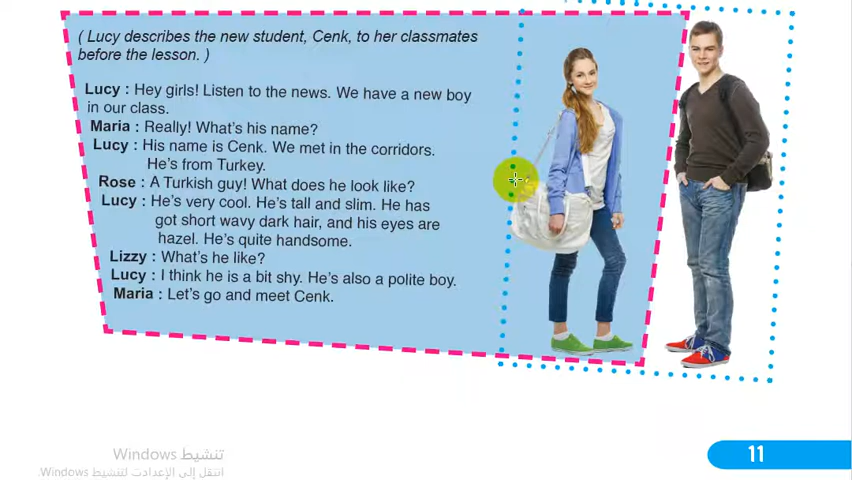 ( Lucy describes the new student, Cenk, to her classmates
before the lesson. )
Lucy : Hey girls! Listen to the news. We have a new boy
in our class.
Maria : Really! What's his name?
Lucy : His name is Cenk. We met in the corridors.
He's from Turkey.
Rose : A Turkish guy! What does he look like?
Lucy : He's very cool. He's tall and slim. He has
got short wavy dark hair, and his eyes are
hazel. He's quite handsome.
Lizzy : What's he like?
Lucy : I think he is a bit shy. He's also a polite boy.
Maria : Let's go and meet Cenk.
تنشيط Windows
انتقل إلى الإعدادات لتنشيط Windows.
11